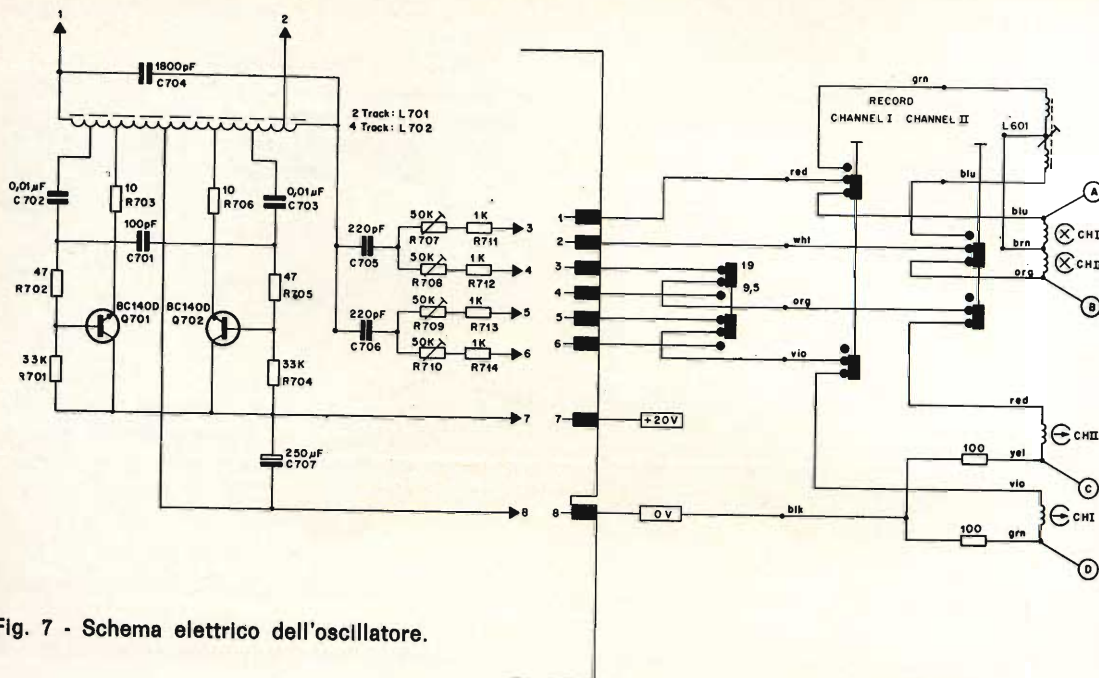 1
2
1800pF
C704
2 Track: L701
4 Track: L702
0,01µF
C702
10
R703
10
R706
0,01µF
C703
100pF
C701
47
R702
47
R705
BC140D
Q701
BC140D
Q702
33K
R701
33K
R704
220pF
C705
50K
R707
1K
R711
3
50K
R708
1K
R712
4
220pF
C706
50K
R709
1K
R713
5
50K
R710
1K
R714
6
7
250µF
C707
8
1
2
3
4
5
6
7
+20V
8
0V
red
wht
19
9,5
org
vio
blk
grn
RECORD
CHANNEL I CHANNEL II
L601
blu
blu
A
CHI
brn
org
B
red
CHII
100
yel
C
vio
CHI
100
grn
D
Fig. 7 - Schema elettrico dell'oscillatore.